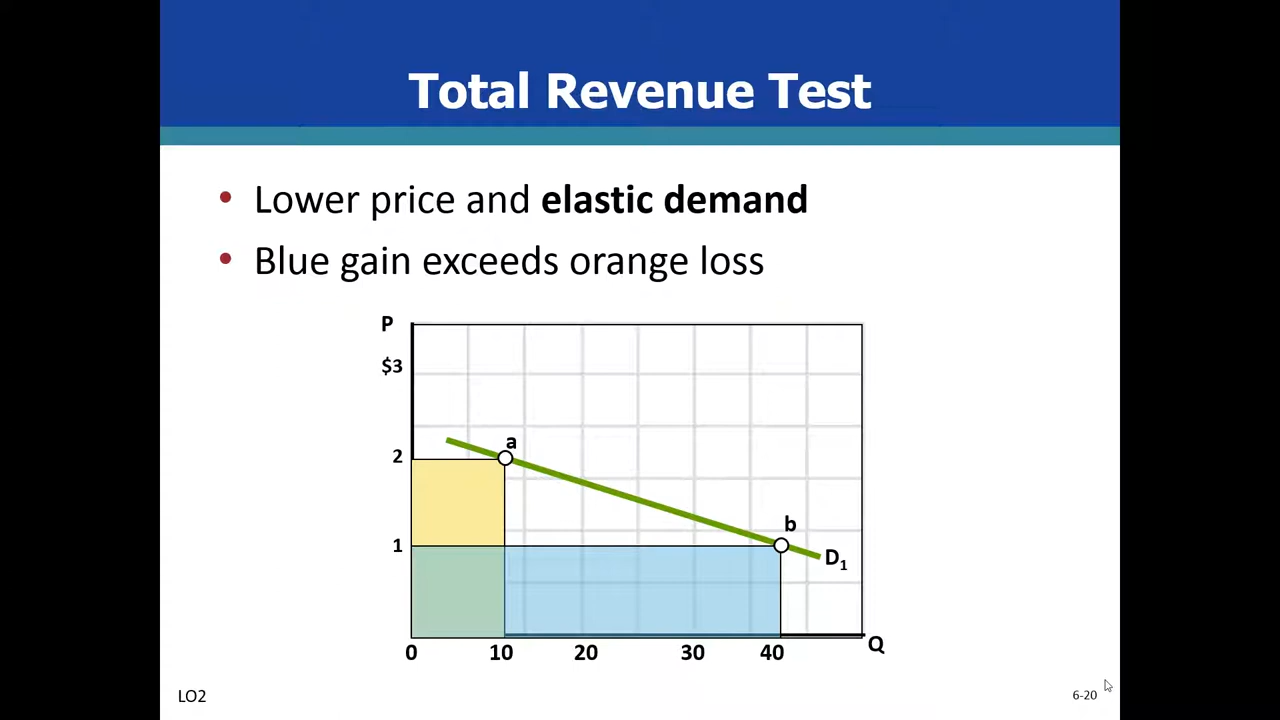 Total Revenue Test
• Lower price and elastic demand
• Blue gain exceeds orange loss
P
$3
a
2
b
1
D1
0 10 20 30 40 Q
LO2
6-20